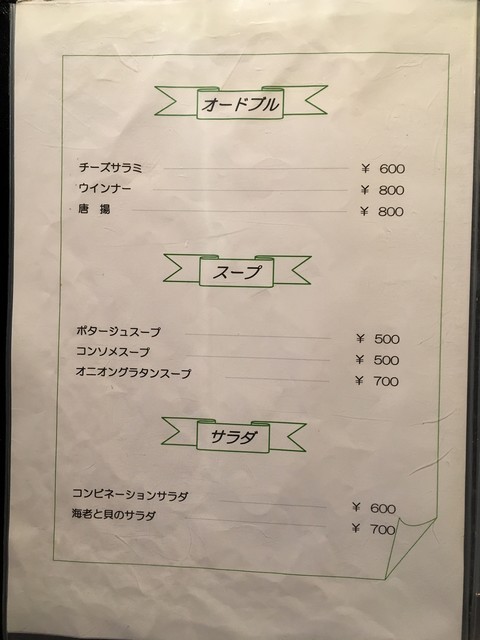 オードブル
チーズサラミ ¥ 600
ウインナー ¥ 800
唐 揚 ¥ 800
スープ
ポタージュスープ ¥ 500
コンソメスープ ¥ 500
オニオングラタンスープ ¥ 700
サラダ
コンビネーションサラダ ¥ 600
海老と貝のサラダ ¥ 700